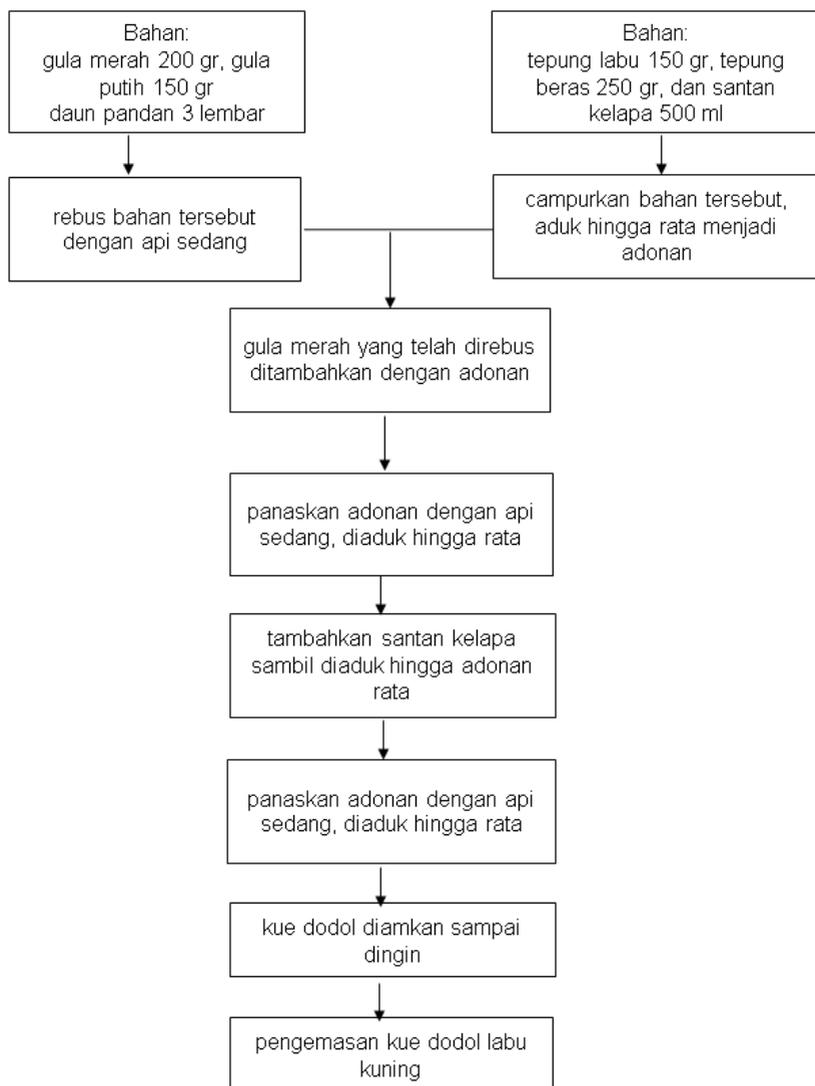 Bahan:
gula merah 200 gr, gula
putih 150 gr
daun pandan 3 lembar
Bahan:
tepung labu 150 gr, tepung
beras 250 gr, dan santan
kelapa 500 ml
rebus bahan tersebut
dengan api sedang
campurkan bahan tersebut,
aduk hingga rata menjadi
adonan
gula merah yang telah direbus
ditambahkan dengan adonan
panaskan adonan dengan api
sedang, diaduk hingga rata
tambahkan santan kelapa
sambil diaduk hingga adonan
rata
panaskan adonan dengan api
sedang, diaduk hingga rata
kue dodol diamkan sampai
dingin
pengemasan kue dodol labu
kuning